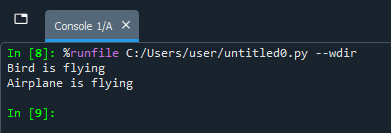 Console 1/A
In [8]: %runfile C:/Users/user/untitled0.py --wdir
Bird is flying
Airplane is flying
In [9]: